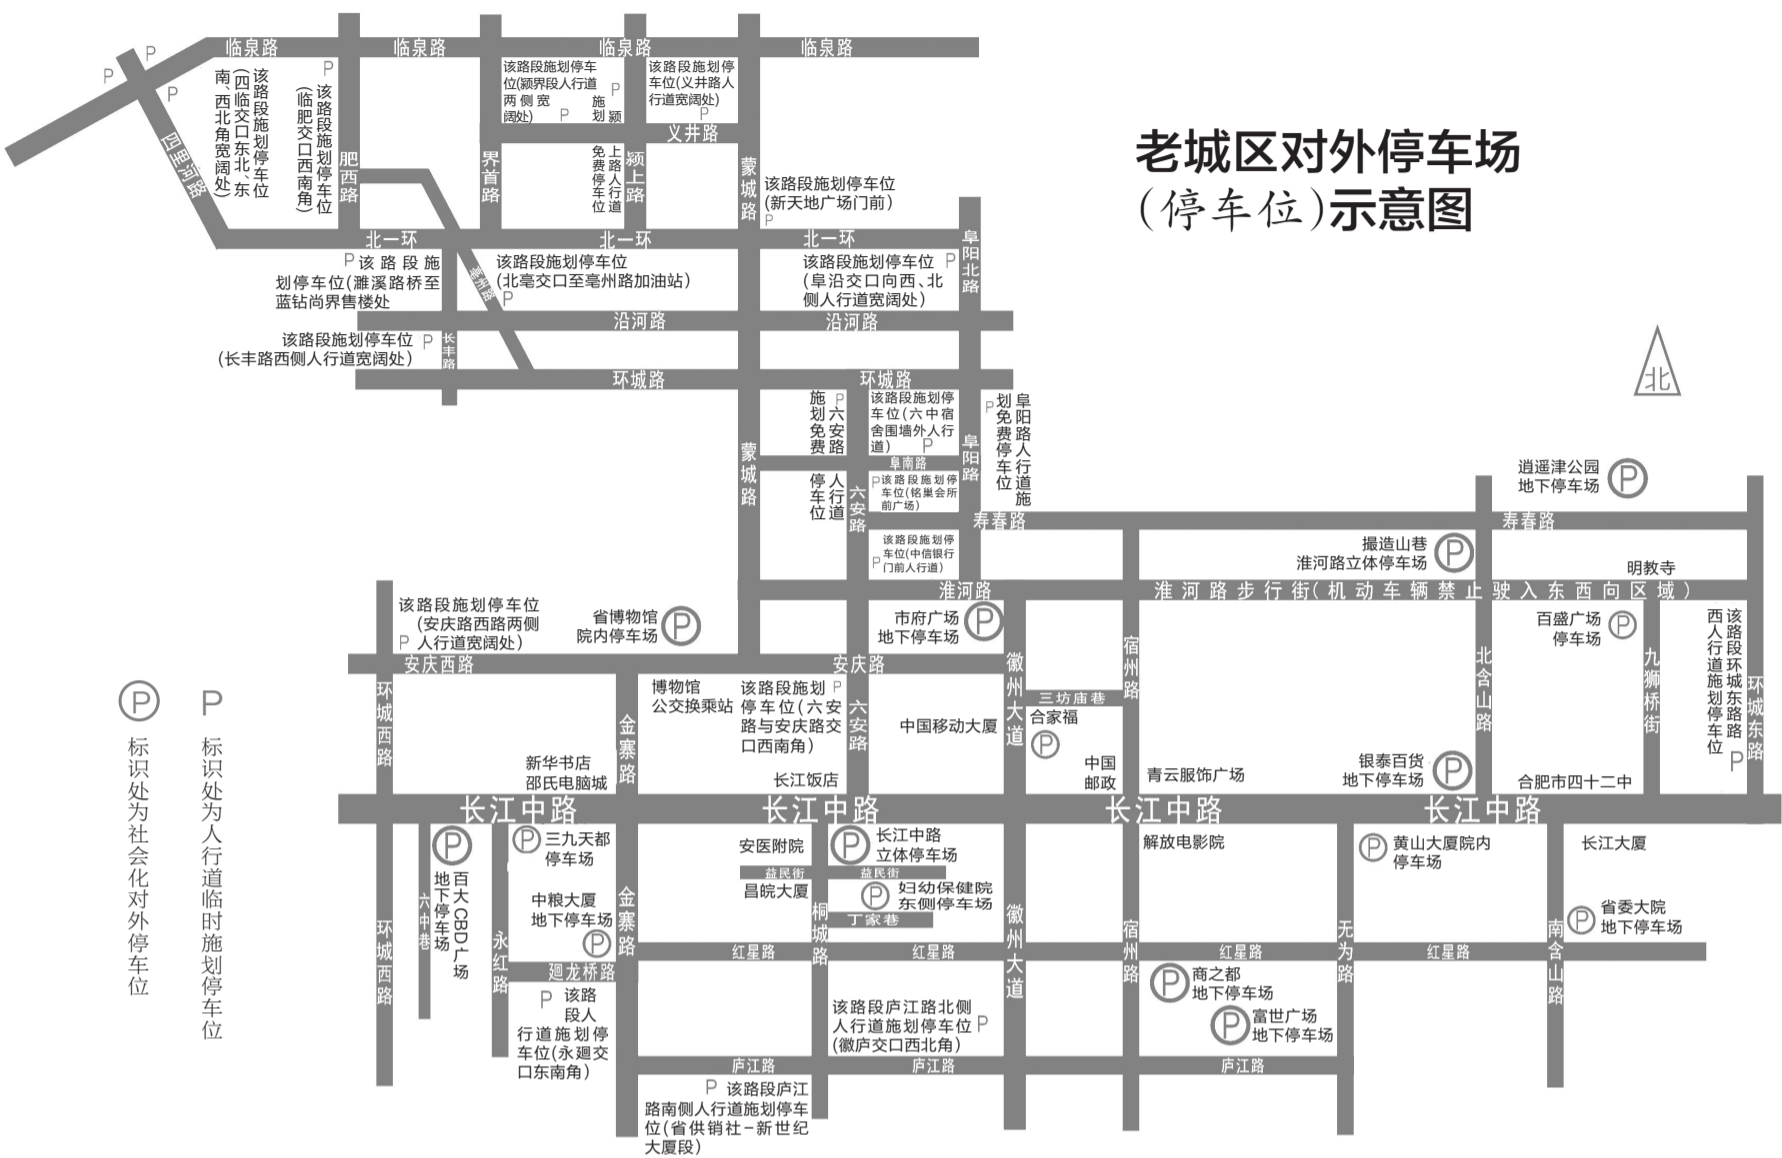 老城区对外停车场
(停车位)示意图
北
临泉路
临泉路
临泉路
临泉路
P
P
P
该路段施划停车位
(四临交口东北、东
南、西北角宽阔处)
四里河路
P
该路段施划停车位
(临肥交口西南角)
肥西路
界首路
该路段施划停车
位(颍界段人行道
两侧宽
阔处)
P
P
颍上路人行道
施划免费停车位
颍上路
该路段施划停
车位(义井路人
行道宽阔处)
P
义井路
蒙城路
该路段施划停车位
(新天地广场门前)
P
北一环
北一环
北一环
阜阳北路
P
该路段施
划停车位(濉溪路桥至
蓝钻尚界售楼处
亳州路
该路段施划停车位
(北亳交口至亳州路加油站)
P
该路段施划停车位
(阜沿交口向西、北
侧人行道宽阔处)
P
沿河路
沿河路
该路段施划停车位
(长丰路西侧人行道宽阔处)
P
长丰路
环城路
环城路
蒙城路
P
六安路人行道
施划免费停车位
六安路
该路段施划停
车位(六中宿
舍围墙外人行
道)
P
阜南路
P
该路段施划停
车位(铭巢会所
前广场)
阜阳路
P
阜阳路人行道施
划免费停车位
寿春路
寿春路
该路段施划停
车位(中信银行
门前人行道)
P
逍遥津公园
地下停车场
P
撮造山巷
淮河路立体停车场
P
明教寺
淮河路
淮河路步行街(机动车辆禁止驶入东西向区域)
该路段施划停车位
(安庆路西路两侧
人行道宽阔处)
P
省博物馆
院内停车场
P
市府广场
地下停车场
P
百盛广场
停车场
P
该路段环城东路路
西人行道施划停车位
P
安庆西路
安庆路
环城西路
金寨路
六安路
徽州大道
宿州路
北含山路
九狮桥街
环城东路
博物馆
公交换乘站
该路段施划
停车位(六安
路与安庆路交
口西南角)
P
中国移动大厦
三坊庙巷
合家福
P
中国
邮政
青云服饰广场
银泰百货
地下停车场
P
合肥市四十二中
新华书店
邵氏电脑城
长江饭店
长江中路
长江中路
长江中路
长江中路
P
标识处为社会化对外停车位
P
标识处为人行道临时施划停车位
环城西路
六中巷
P
百大CBD广场
地下停车场
永红路
P
三九天都
停车场
中粮大厦
地下停车场
P
金寨路
廻龙桥路
P
该路
段人
行道施划停
车位(永廻交
口东南角)
安医附院
益民街
益民街
昌皖大厦
P
长江中路
立体停车场
P
妇幼保健院
东侧停车场
丁家巷
桐城路
徽州大道
宿州路
无为路
南含山路
解放电影院
P
黄山大厦院内
停车场
长江大厦
P
省委大院
地下停车场
红星路
红星路
红星路
红星路
P
商之都
地下停车场
P
富世广场
地下停车场
该路段庐江路北侧
人行道施划停车位
(徽庐交口西北角)
P
庐江路
庐江路
庐江路
P
该路段庐江
路南侧人行道施划停车
位(省供销社-新世纪
大厦段)